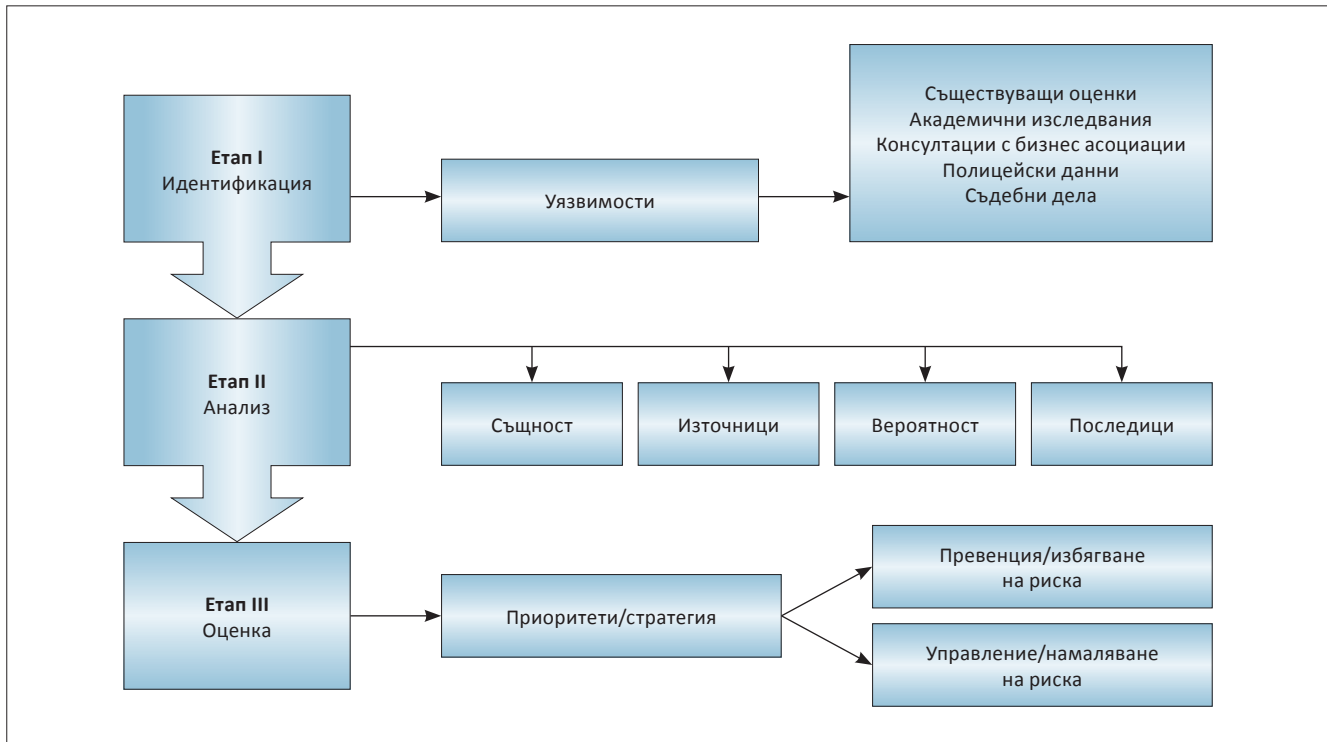 Етап I
Идентификация
Уязвимости
Съществуващи оценки
Академични изследвания
Консултации с бизнес асоциации
Полицейски данни
Съдебни дела
Етап II
Анализ
Същност
Източници
Вероятност
Последици
Етап III
Оценка
Приоритети/стратегия
Превенция/избягване
на риска
Управление/намаляване
на риска